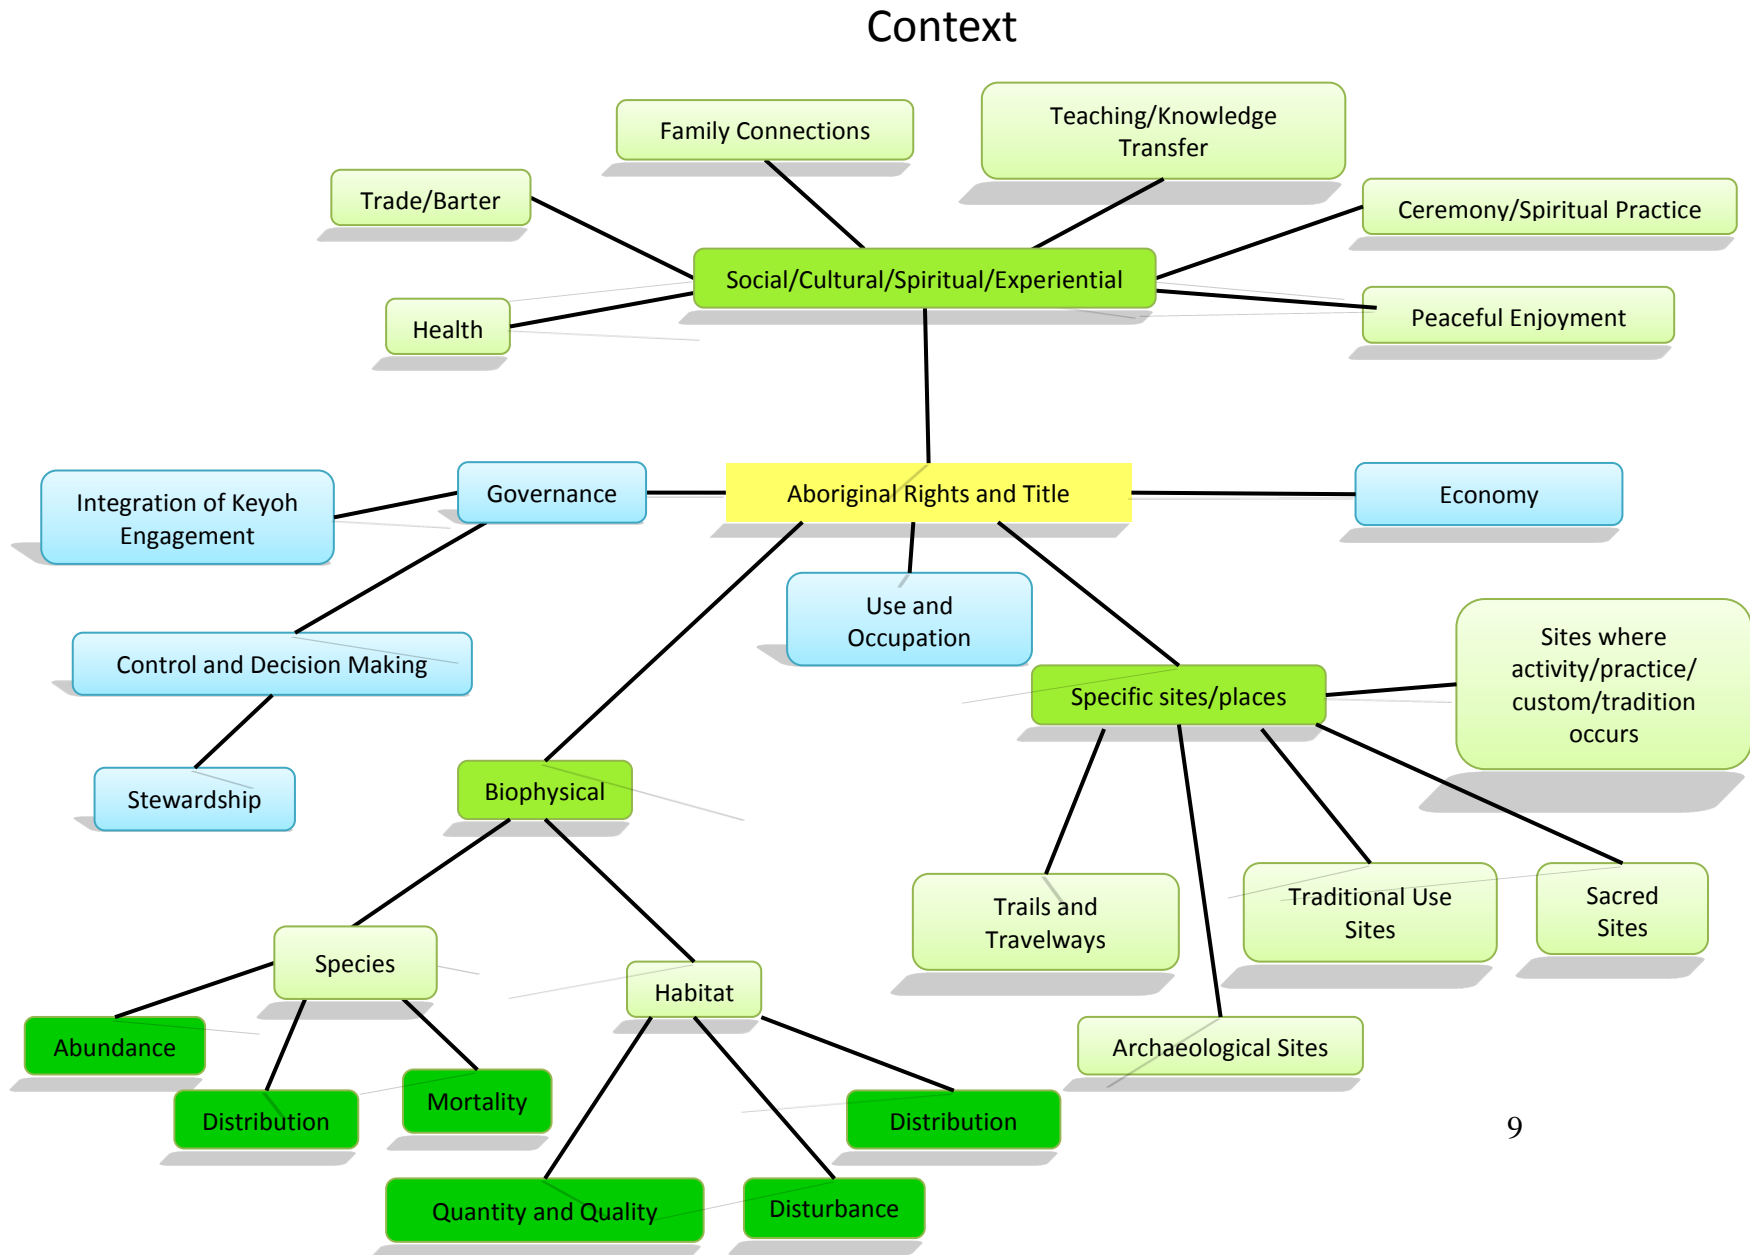 Context
Family Connections
Teaching/Knowledge
Transfer
Trade/Barter
Ceremony/Spiritual Practice
Social/Cultural/Spiritual/Experiential
Health
Peaceful Enjoyment
Integration of Keyoh
Engagement
Governance
Aboriginal Rights and Title
Economy
Use and
Occupation
Control and Decision Making
Specific sites/places
Sites where
activity/practice/
custom/tradition
occurs
Stewardship
Biophysical
Trails and
Travelways
Traditional Use
Sites
Sacred
Sites
Species
Habitat
Abundance
Archaeological Sites
Distribution
Mortality
Distribution
Quantity and Quality
Disturbance
9